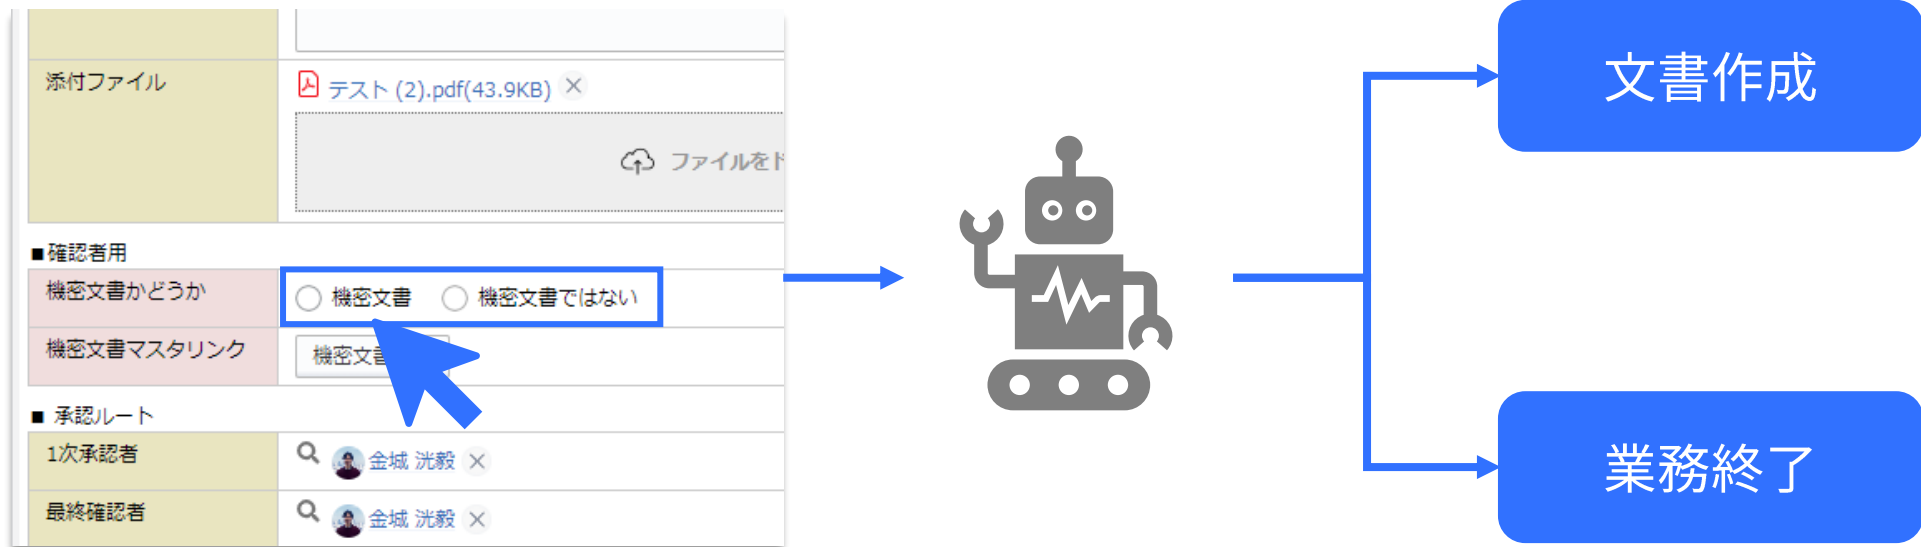 添付ファイル
テスト (2).pdf(43.9KB)
ファイルをド
■確認者用
機密文書かどうか
機密文書
機密文書ではない
機密文書マスタリンク
機密文
■ 承認ルート
1次承認者
金城 洸毅
最終確認者
金城 洸毅
文書作成
業務終了